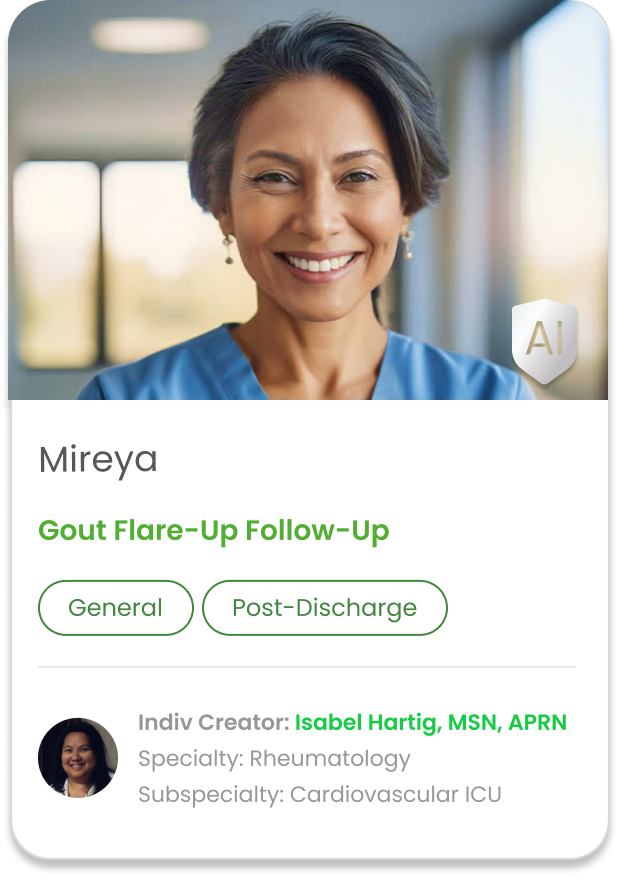 AI
Mireya
Gout Flare-Up Follow-Up
General Post-Discharge
Indiv Creator: Isabel Hartig, MSN, APRN
Specialty: Rheumatology
Subspecialty: Cardiovascular ICU